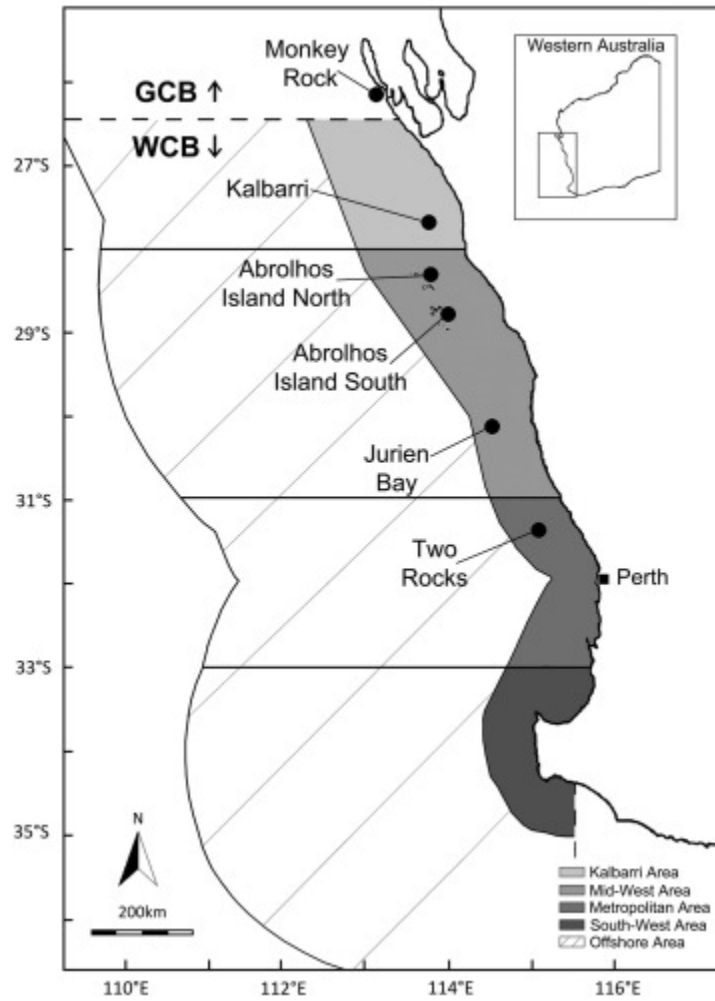 Western Australia
Monkey
Rock
GCB ↑
WCB ↓
27°S
Kalbarri
Abrolhos
Island North
29°S
Abrolhos
Island South
Jurien
Bay
31°S
Two
Rocks
Perth
33°S
35°S
N
200km
Kalbarri Area
Mid-West Area
Metropolitan Area
South-West Area
Offshore Area
110°E
112°E
114°E
116°E